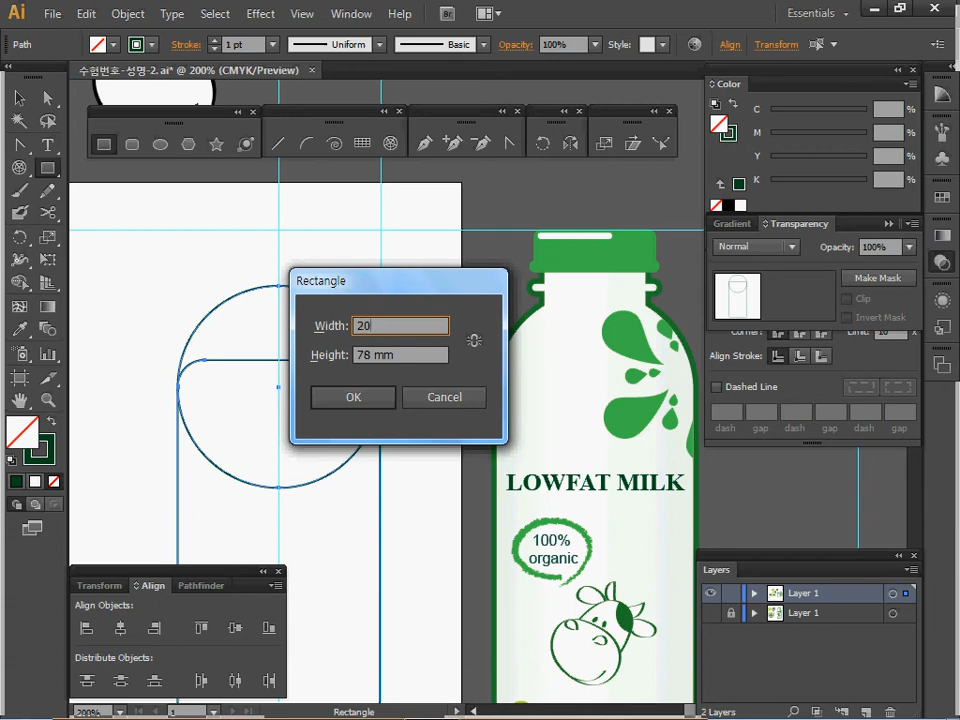 Ai File Edit Object Type Select Effect View Window Help Br Essentials
Path Stroke: 1 pt Uniform Basic Opacity: 100% Style: Align Transform
수험번호-성명-2.ai* @ 200% (CMYK/Preview)
Color
C %
M %
Y %
K %
Gradient Transparency
Normal Opacity: 100%
Make Mask
Clip
Invert Mask
Rectangle
Width: 20
Height: 78 mm
OK Cancel
Corner: Limit: 10
Align Stroke:
Dashed Line
dash gap dash gap dash gap
LOWFAT MILK
100%
organic
Transform Align Pathfinder
Align Objects:
Distribute Objects:
Layers
Layer 1
Layer 1
2 Layers
200% 1 Rectangle